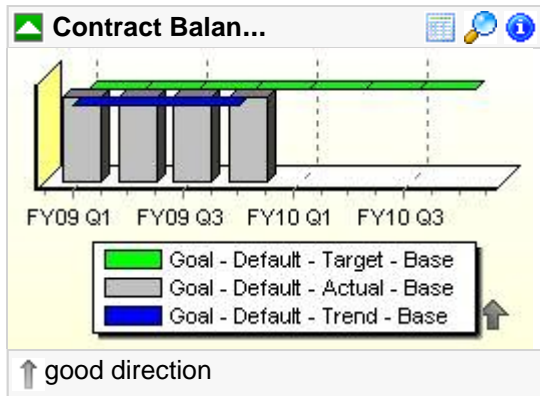 Contract Balan...
FY09 Q1 FY09 Q3 FY10 Q1 FY10 Q3
Goal - Default - Target - Base
Goal - Default - Actual - Base
Goal - Default - Trend - Base
good direction